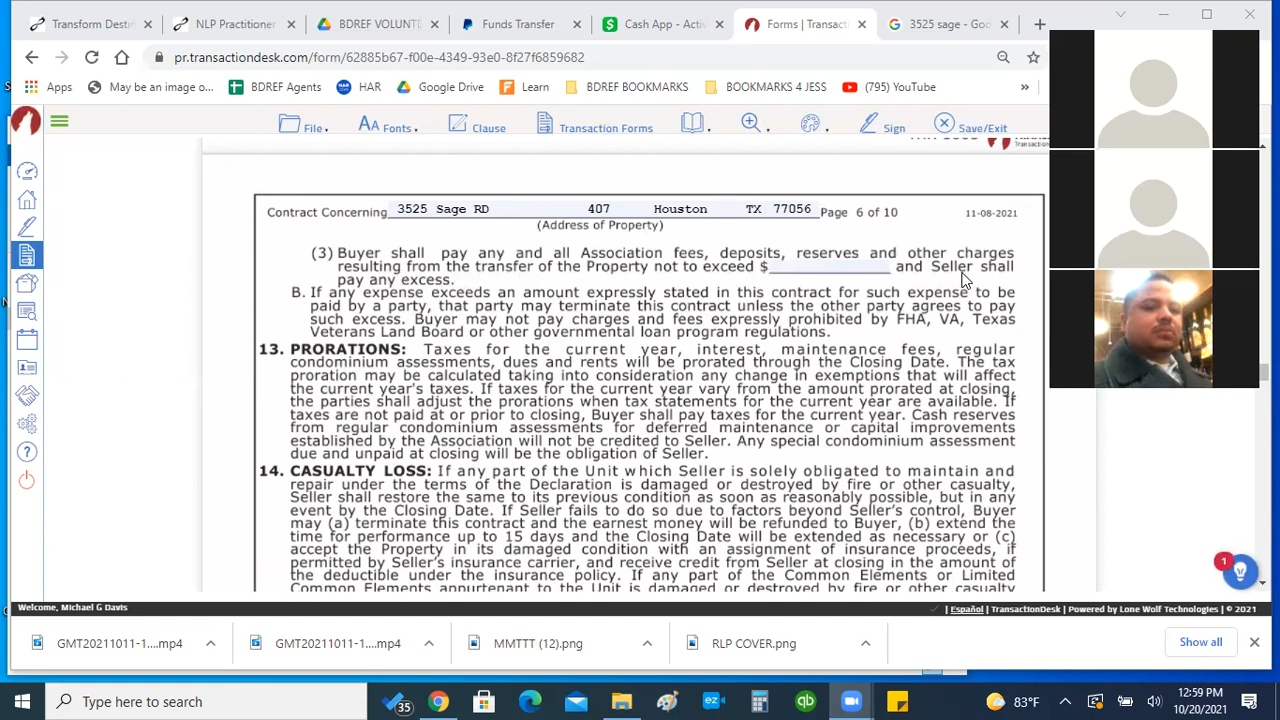 Transform Desti
NLP Practitioner
BDREF VOLUNT
Funds Transfer
Cash App - Activ
Forms | Transact
3525 sage - Goo
pr.transactiondesk.com/form/62885b67-f00e-4349-93e0-8f27f6859682
Apps
May be an image o...
BDREF Agents
HAR
Google Drive
Learn
BDREF BOOKMARKS
BOOKMARKS 4 JESS
(795) YouTube
»
File
Fonts
Clause
Transaction Forms
Sign
Save/Exit
Contract Concerning 3525 Sage RD 407 Houston TX 77056 Page 6 of 10 11-08-2021
(Address of Property)
(3) Buyer shall pay any and all Association fees, deposits, reserves and other charges
resulting from the transfer of the Property not to exceed $ and Seller shall
pay any excess.
B. If any expense exceeds an amount expressly stated in this contract for such expense to be
paid by a party, that party may terminate this contract unless the other party agrees to pay
such excess. Buyer may not pay charges and fees expressly prohibited by FHA, VA, Texas
Veterans Land Board or other governmental loan program regulations.
13. PRORATIONS: Taxes for the current year, interest, maintenance fees, regular
condominium assessments, dues and rents will be prorated through the Closing Date. The tax
proration may be calculated taking into consideration any change in exemptions that will affect
the current year's taxes. If taxes for the current year vary from the amount prorated at closing,
the parties shall adjust the prorations when tax statements for the current year are available. If
taxes are not paid at or prior to closing, Buyer shall pay taxes for the current year. Cash reserves
from regular condominium assessments for deferred maintenance or capital improvements
established by the Association will not be credited to Seller. Any special condominium assessment
due and unpaid at closing will be the obligation of Seller.
14. CASUALTY LOSS: If any part of the Unit which Seller is solely obligated to maintain and
repair under the terms of the Declaration is damaged or destroyed by fire or other casualty,
Seller shall restore the same to its previous condition as soon as reasonably possible, but in any
event by the Closing Date. If Seller fails to do so due to factors beyond Seller's control, Buyer
may (a) terminate this contract and the earnest money will be refunded to Buyer, (b) extend the
time for performance up to 15 days and the Closing Date will be extended as necessary or (c)
accept the Property in its damaged condition with an assignment of insurance proceeds, if
permitted by Seller's insurance carrier, and receive credit from Seller at closing in the amount of
the deductible under the insurance policy. If any part of the Common Elements or Limited
Common Elements appurtenant to the Unit is damaged or destroyed by fire or other casualty
1
Welcome, Michael G Davis
| Español | TransactionDesk | Powered by Lone Wolf Technologies | © 2021
GMT20211011-1....mp4
GMT20211011-1....mp4
MMTTT (12).png
RLP COVER.png
Show all
Type here to search
35
83°F
12:59 PM
10/20/2021